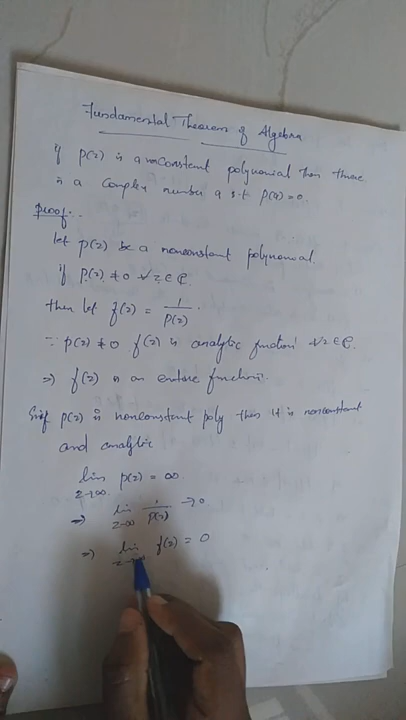 Fundamental Theorem of Algebra
if p(z) is a nonconstant polynomial then there
is a complex number a s.t p(a)=0.
Proof:-
let p(z) be a nonconstant polynomial.
if p(z) ≠ 0 ∀ z ∈ ℂ.
then let f(z) = 1/p(z).
∵ p(z) ≠ 0 f(z) is analytic function ∀ z ∈ ℂ.
⇒ f(z) is an entire function.
p(z) is nonconstant poly then it is nonconstant
and analytic
lim z→∞ p(z) = ∞.
⇒ lim z→∞ 1/p(z) → 0
⇒ lim z→∞ f(z) = 0